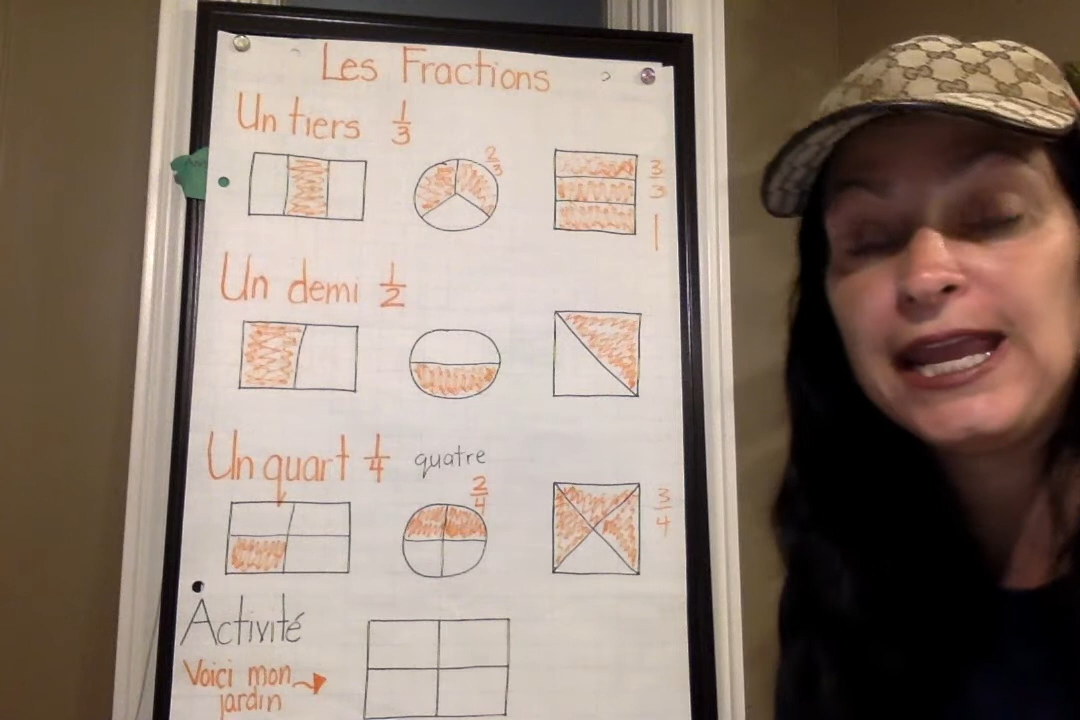 Les Fractions
Un tiers 1/3
2/3
3/3
1
Un demi 1/2
Un quart 1/4 quatre
2/4
3/4
Activité
Voici mon
jardin